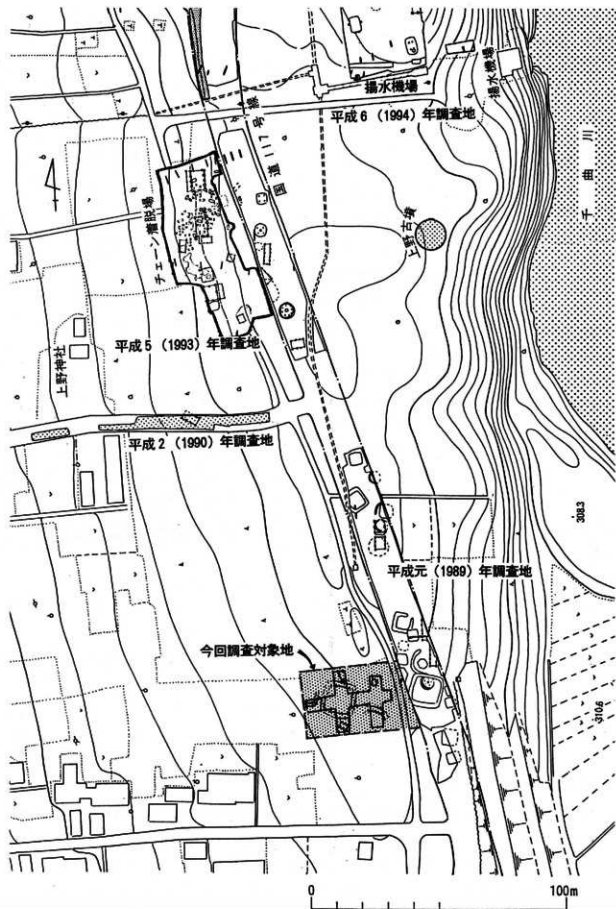 揚水機場
揚水機場
平成6（1994）年調査地
国道117号線
千曲川
チェーン着脱場
上野古墳
平成5（1993）年調査地
上野神社
平成2（1990）年調査地
308.3
平成元（1989）年調査地
今回調査対象地
310.6
0
100m